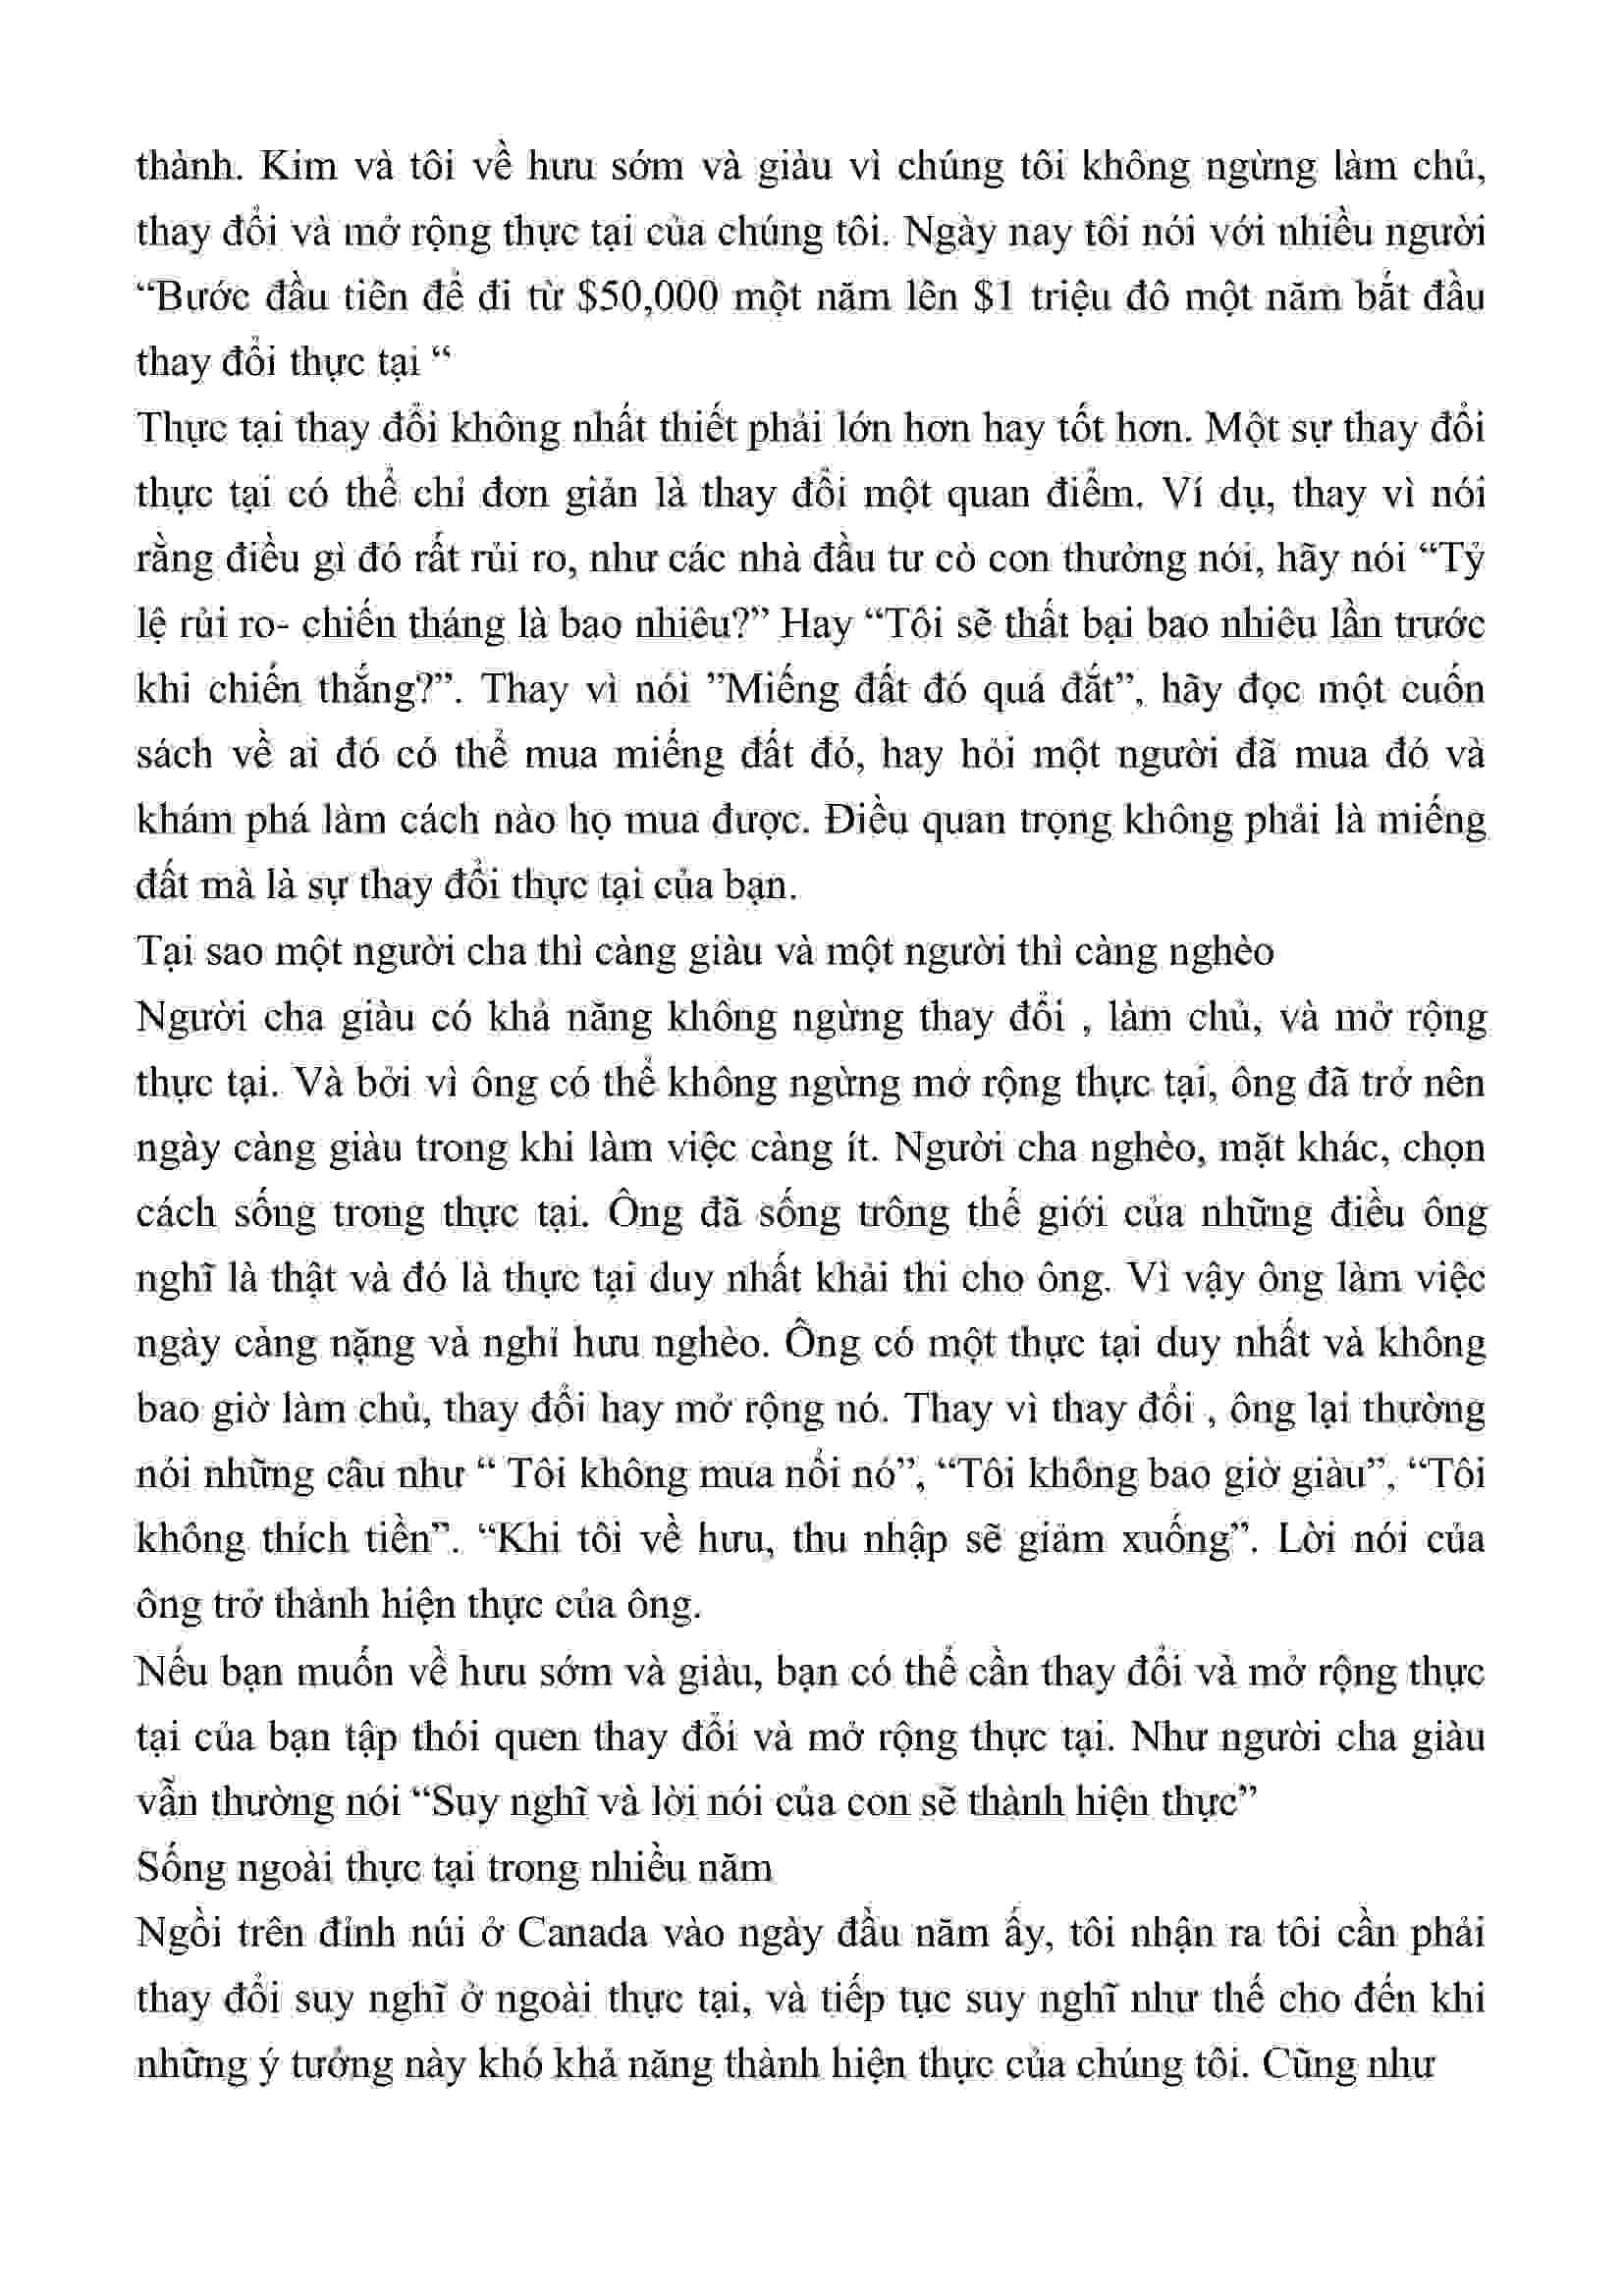 thành. Kim và tôi về hưu sớm và giàu vì chúng tôi không ngừng làm chủ,
thay đổi và mở rộng thực tại của chúng tôi. Ngày nay tôi nói với nhiều người
“Bước đầu tiên để đi từ $50,000 một năm lên $1 triệu đô một năm bắt đầu
thay đổi thực tại “
Thực tại thay đổi không nhất thiết phải lớn hơn hay tốt hơn. Một sự thay đổi
thực tại có thể chỉ đơn giản là thay đổi một quan điểm. Ví dụ, thay vì nói
rằng điều gì đó rất rủi ro, như các nhà đầu tư cò con thường nói, hãy nói “Tỷ
lệ rủi ro- chiến tháng là bao nhiêu?” Hay “Tôi sẽ thất bại bao nhiêu lần trước
khi chiến thắng?”. Thay vì nói ”Miếng đất đó quá đắt”, hãy đọc một cuốn
sách về ai đó có thể mua miếng đất đó, hay hỏi một người đã mua đó và
khám phá làm cách nào họ mua được. Điều quan trọng không phải là miếng
đất mà là sự thay đổi thực tại của bạn.
Tại sao một người cha thì càng giàu và một người thì càng nghèo
Người cha giàu có khả năng không ngừng thay đổi , làm chủ, và mở rộng
thực tại. Và bởi vì ông có thể không ngừng mở rộng thực tại, ông đã trở nên
ngày càng giàu trong khi làm việc càng ít. Người cha nghèo, mặt khác, chọn
cách sống trong thực tại. Ông đã sống trông thế giới của những điều ông
nghĩ là thật và đó là thực tại duy nhất khải thi cho ông. Vì vậy ông làm việc
ngày càng nặng và nghỉ hưu nghèo. Ông có một thực tại duy nhất và không
bao giờ làm chủ, thay đổi hay mở rộng nó. Thay vì thay đổi , ông lại thường
nói những câu như “ Tôi không mua nổi nó”, “Tôi không bao giờ giàu”, “Tôi
không thích tiền”. “Khi tôi về hưu, thu nhập sẽ giảm xuống”. Lời nói của
ông trở thành hiện thực của ông.
Nếu bạn muốn về hưu sớm và giàu, bạn có thể cần thay đổi và mở rộng thực
tại của bạn tập thói quen thay đổi và mở rộng thực tại. Như người cha giàu
vẫn thường nói “Suy nghĩ và lời nói của con sẽ thành hiện thực”
Sống ngoài thực tại trong nhiều năm
Ngồi trên đỉnh núi ở Canada vào ngày đầu năm ấy, tôi nhận ra tôi cần phải
thay đổi suy nghĩ ở ngoài thực tại, và tiếp tục suy nghĩ như thế cho đến khi
những ý tưởng này khó khả năng thành hiện thực của chúng tôi. Cũng như